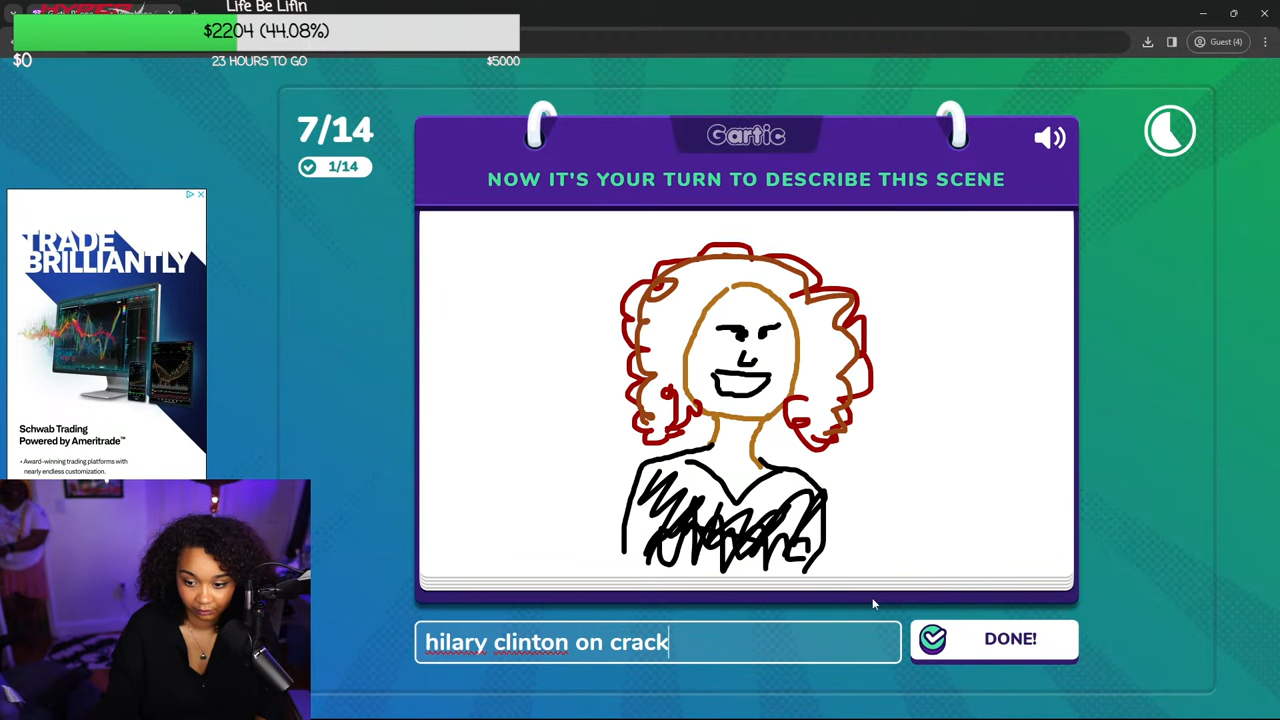 Life Be Lifin
$2204 (44.08%)
$0
23 HOURS TO GO
$5000
Guest (4)
7/14
1/14
Gartic
NOW IT'S YOUR TURN TO DESCRIBE THIS SCENE
TRADE
BRILLIANTLY
Schwab Trading
Powered by Ameritrade™
• Award-winning trading platforms with
nearly endless customization.
hilary clinton on crack
DONE!